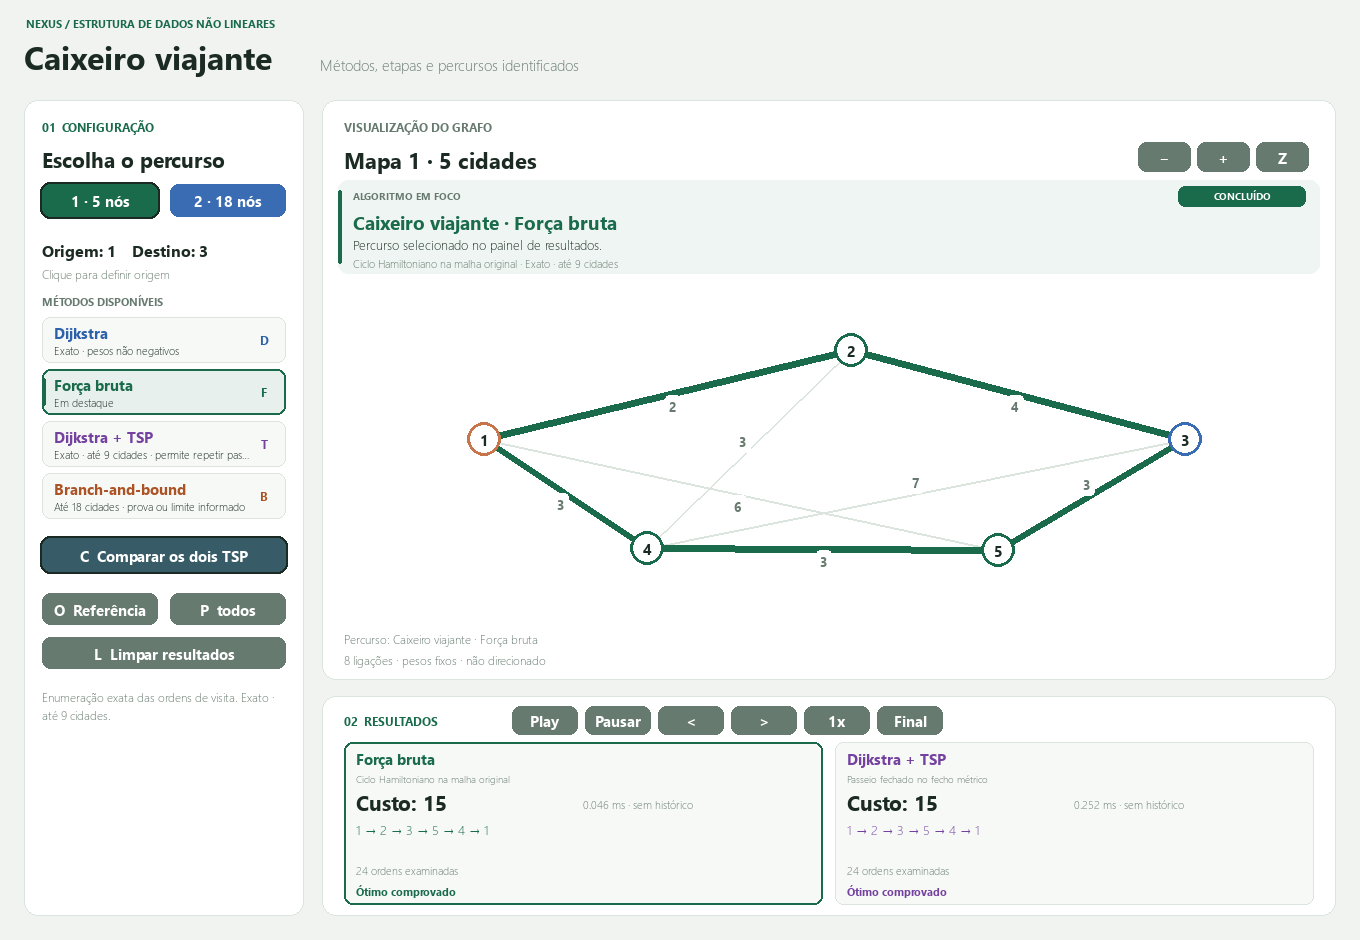 NEXUS / ESTRUTURA DE DADOS NÃO LINEARES
Caixeiro viajante
Métodos, etapas e percursos identificados
01 CONFIGURAÇÃO
Escolha o percurso
1 · 5 nós
2 · 18 nós
Origem: 1 Destino: 3
Clique para definir origem
MÉTODOS DISPONÍVEIS
Dijkstra
D
Exato · pesos não negativos
Força bruta
F
Em destaque
Dijkstra + TSP
T
Exato · até 9 cidades · permite repetir pas...
Branch-and-bound
B
Até 18 cidades · prova ou limite informado
C Comparar os dois TSP
O Referência
P todos
L Limpar resultados
Enumeração exata das ordens de visita. Exato ·
até 9 cidades.
VISUALIZAÇÃO DO GRAFO
Mapa 1 · 5 cidades
–
+
Z
ALGORITMO EM FOCO
CONCLUÍDO
Caixeiro viajante · Força bruta
Percurso selecionado no painel de resultados.
Ciclo Hamiltoniano na malha original · Exato · até 9 cidades
2
2
4
1
3
3
7
3
3
6
4
5
3
Percurso: Caixeiro viajante · Força bruta
8 ligações · pesos fixos · não direcionado
02 RESULTADOS
Play
Pausar
<
>
1x
Final
Força bruta
Ciclo Hamiltoniano na malha original
Custo: 15
0.046 ms · sem histórico
1 → 2 → 3 → 5 → 4 → 1
24 ordens examinadas
Ótimo comprovado
Dijkstra + TSP
Passeio fechado no fecho métrico
Custo: 15
0.252 ms · sem histórico
1 → 2 → 3 → 5 → 4 → 1
24 ordens examinadas
Ótimo comprovado